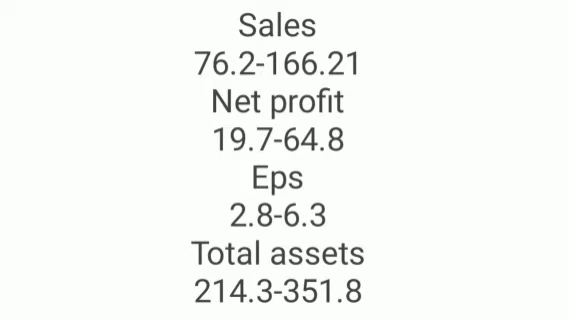 Sales
76.2-166.21
Net profit
19.7-64.8
Eps
2.8-6.3
Total assets
214.3-351.8